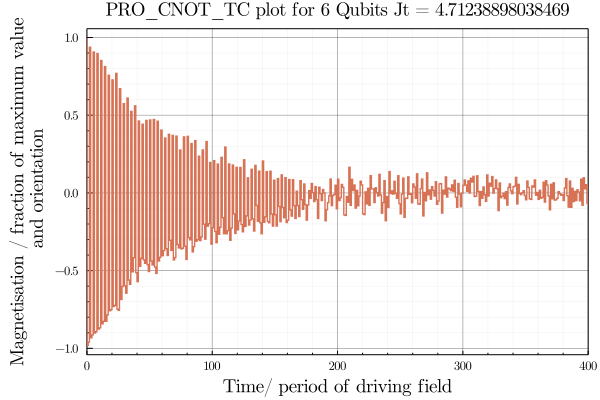 PRO_CNOT_TC plot for 6 Qubits Jt = 4.71238898038469
Magnetisation / fraction of maximum value
and orientation
1.0
0.5
0.0
−0.5
−1.0
0 100 200 300 400
Time/ period of driving field